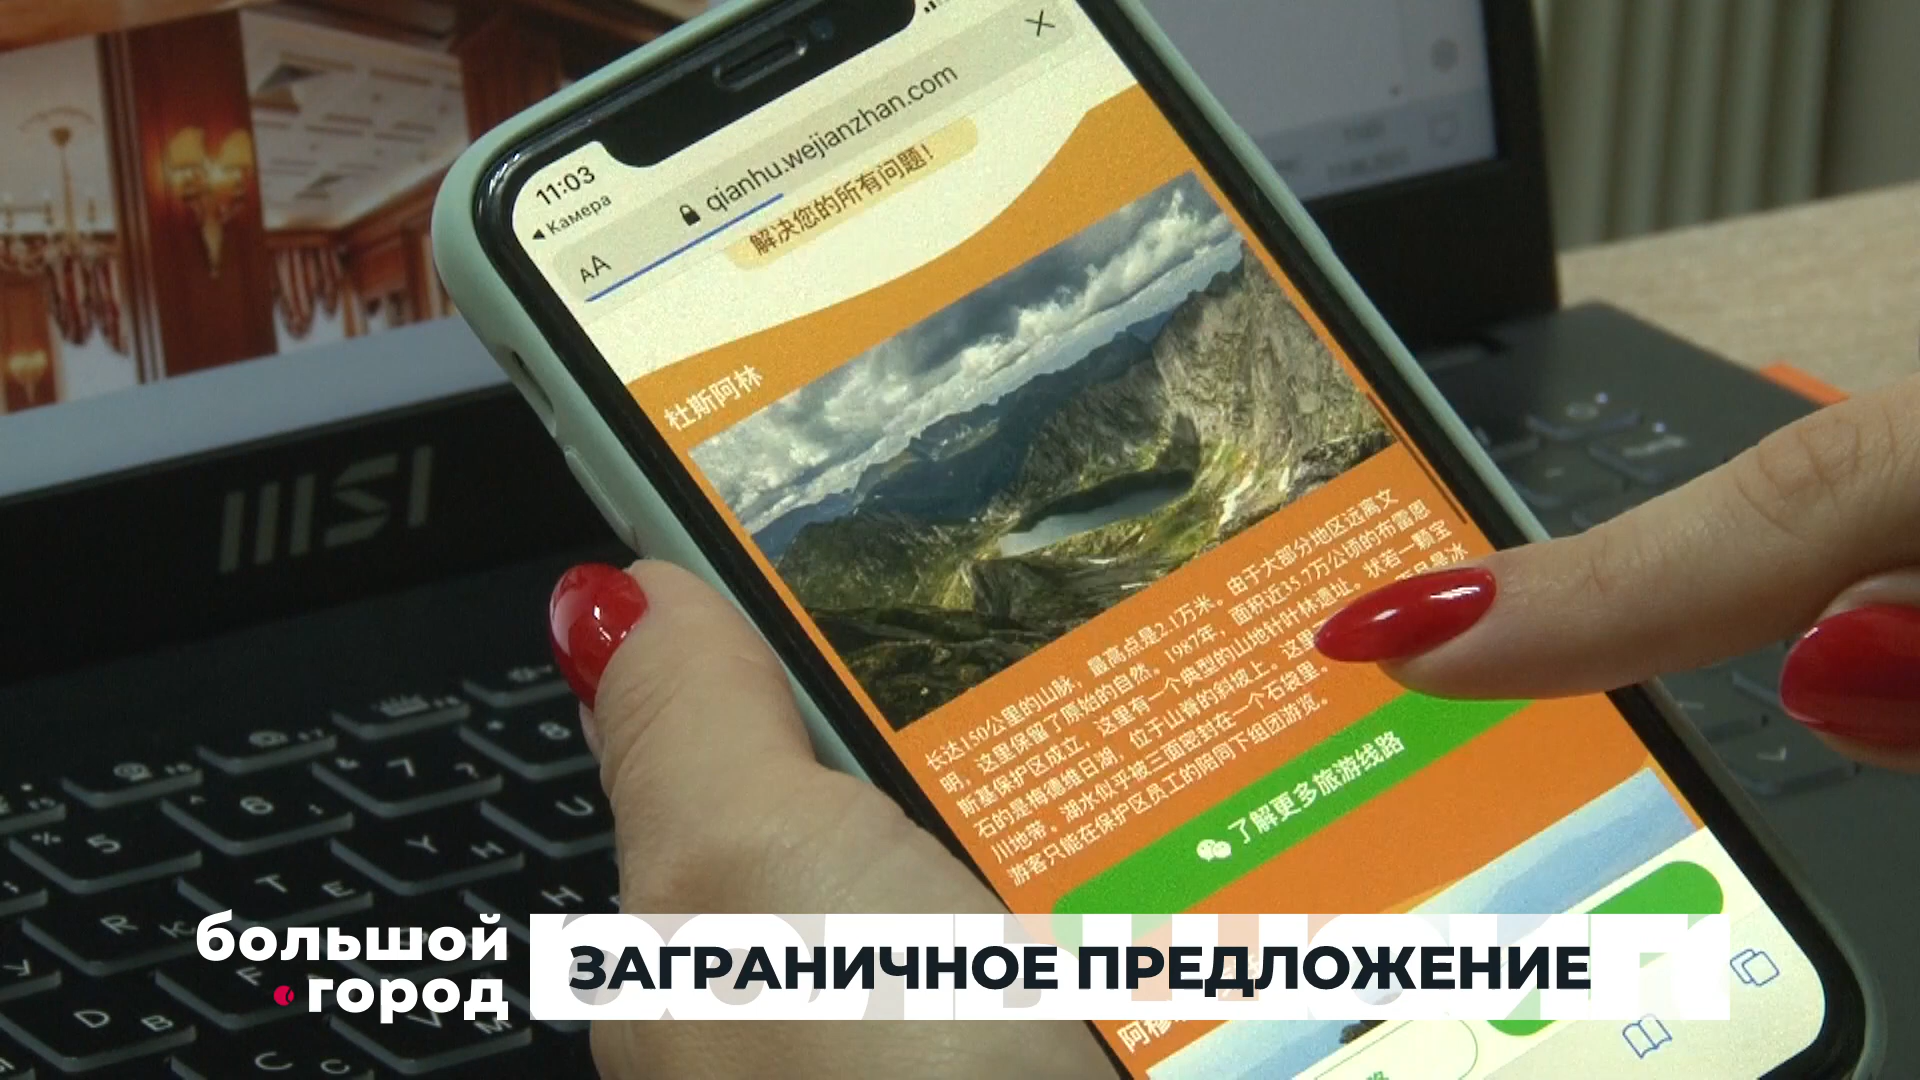 11:03
Камера
AA
qianhu.wejianzhan.com
解决您的所有问题！
杜斯阿林
长达150公里的山脉，最高点是2.1万米。由于大部分地区远离文
明，这里保留了原始的自然。1987年，面积近35.7万公顷的布雷恩
斯基保护区成立，这里有一个典型的山地针叶林遗址。状若一颗宝
石的是梅德维日湖，位于山脊的斜坡上。这里
川地带。湖水似乎被三面密封在一个石袋里。
游客只能在保护区员工的陪同下组团游览。
了解更多旅游线路
msi
5
6
7
8
Y
U
Н
R
К
Т
Е
Н
D
В
С
М
большой
город
ЗАГРАНИЧНОЕ ПРЕДЛОЖЕНИЕ